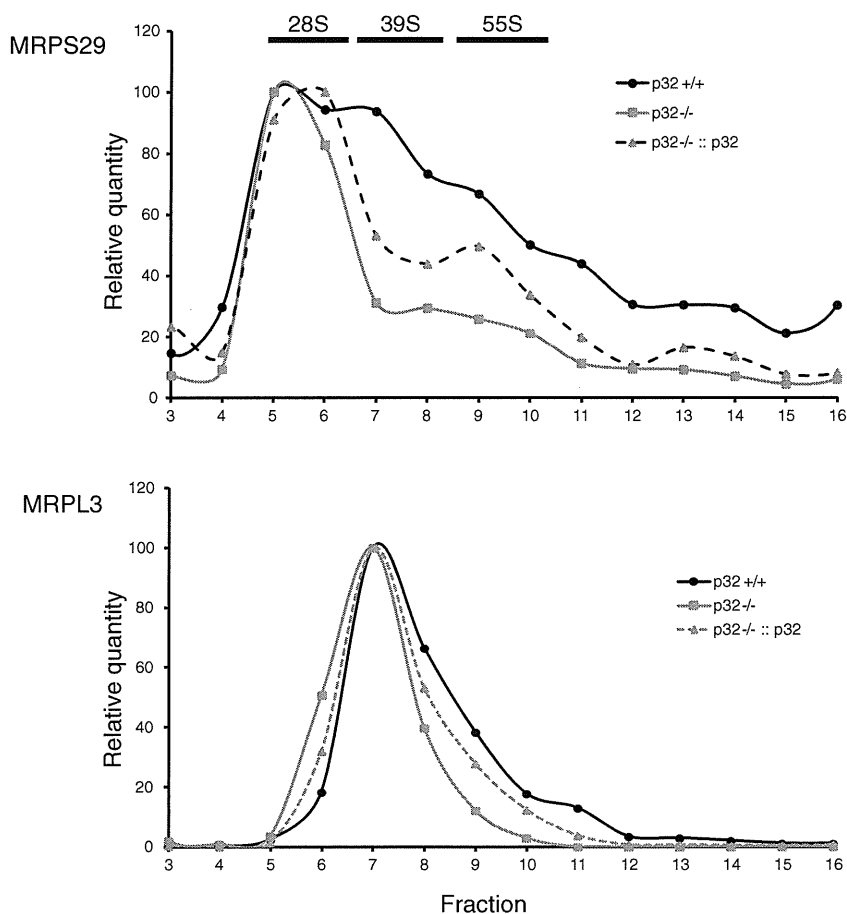 MRPS29
28S 39S 55S
120
100
80
60
40
20
0
Relative quantity
p32 +/+
p32-/-
p32-/- :: p32
3 4 5 6 7 8 9 10 11 12 13 14 15 16
MRPL3
120
100
80
60
40
20
0
Relative quantity
p32 +/+
p32-/-
p32-/- :: p32
3 4 5 6 7 8 9 10 11 12 13 14 15 16
Fraction